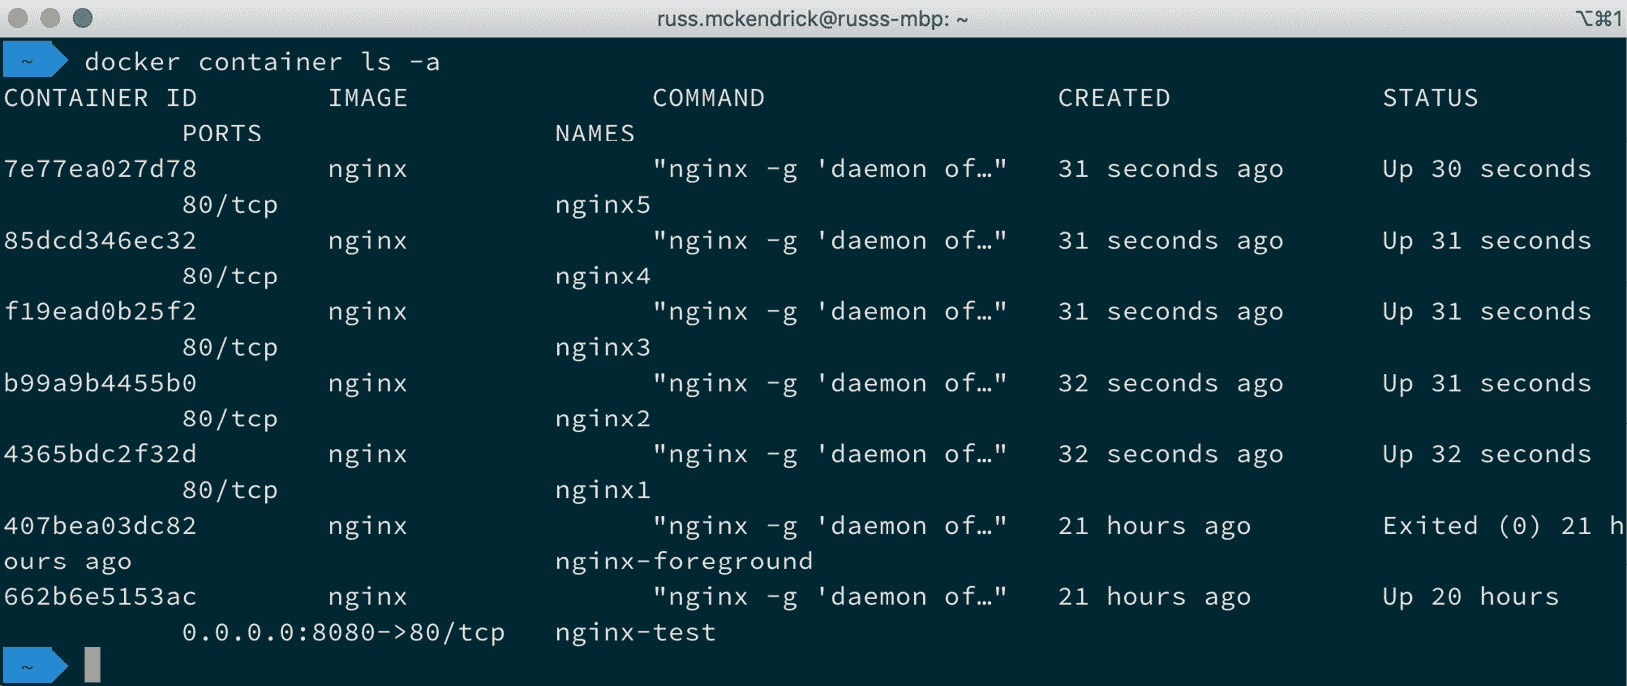 russ.mckendrick@russs-mbp: ~ ⌥⌘1
~ docker container ls -a
CONTAINER ID IMAGE COMMAND CREATED STATUS
PORTS NAMES
7e77ea027d78 nginx "nginx -g 'daemon of…" 31 seconds ago Up 30 seconds
80/tcp nginx5
85dcd346ec32 nginx "nginx -g 'daemon of…" 31 seconds ago Up 31 seconds
80/tcp nginx4
f19ead0b25f2 nginx "nginx -g 'daemon of…" 31 seconds ago Up 31 seconds
80/tcp nginx3
b99a9b4455b0 nginx "nginx -g 'daemon of…" 32 seconds ago Up 31 seconds
80/tcp nginx2
4365bdc2f32d nginx "nginx -g 'daemon of…" 32 seconds ago Up 32 seconds
80/tcp nginx1
407bea03dc82 nginx "nginx -g 'daemon of…" 21 hours ago Exited (0) 21 h
ours ago nginx-foreground
662b6e5153ac nginx "nginx -g 'daemon of…" 21 hours ago Up 20 hours
0.0.0.0:8080->80/tcp nginx-test
~